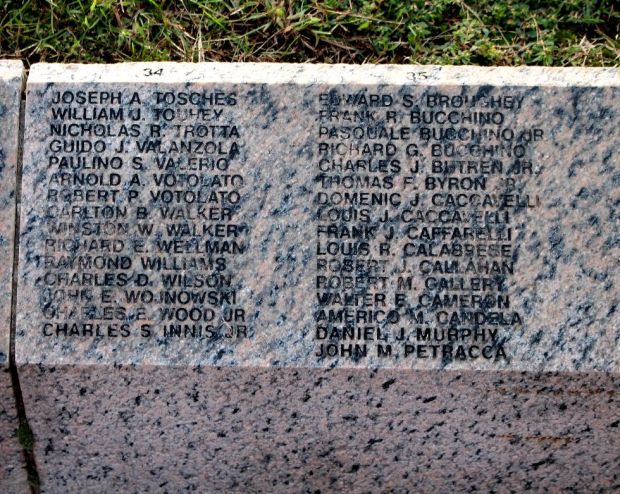 34
JOSEPH A. TOSCHES
WILLIAM J. TOUHEY
NICHOLAS R. TROTTA
GUIDO J. VALANZOLA
PAULINO S. VALERIO
ARNOLD A. VOTOLATO
ROBERT P. VOTOLATO
CARLTON B. WALKER
WINSTON W. WALKER
RICHARD E. WELLMAN
RAYMOND WILLIAMS
CHARLES D. WILSON
JOHN E. WOJNOWSKI
CHARLES E. WOOD JR.
CHARLES S. INNIS JR.
35
EDWARD S. BROUGHEY
FRANK R. BUCCHINO
PASQUALE BUCCHINO JR.
RICHARD G. BUCCHINO
CHARLES J. BUTREN JR.
THOMAS F. BYRON JR.
DOMENIC J. CACCAVELLI
LOUIS J. CACCAVELLI
FRANK J. CAFFARELLI
LOUIS R. CALABRESE
ROBERT J. CALLAHAN
ROBERT M. CALLERY
WALTER E. CAMERON
AMERICO M. CANDELA
DANIEL J. MURPHY
JOHN M. PETRACCA